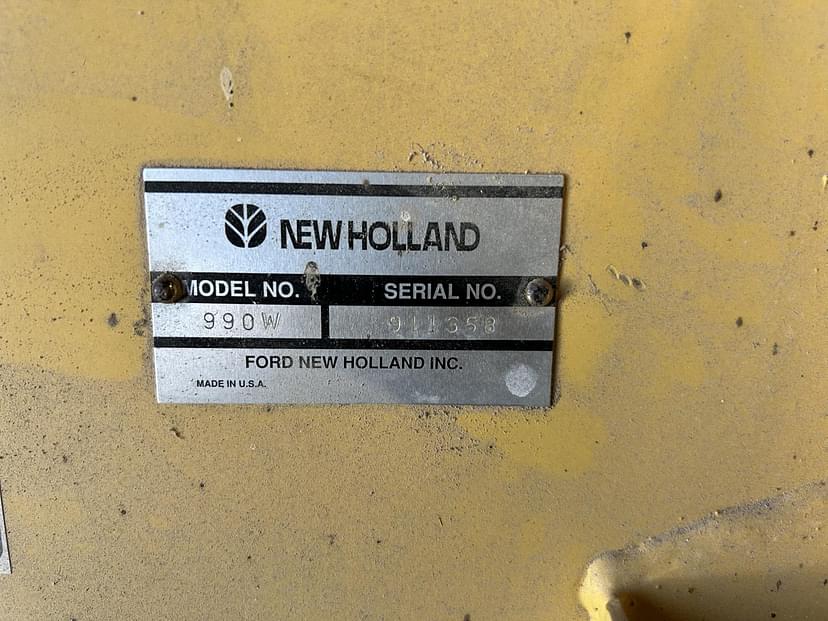 NEW HOLLAND
MODEL NO. SERIAL NO.
990W 911358
FORD NEW HOLLAND INC.
MADE IN U.S.A.